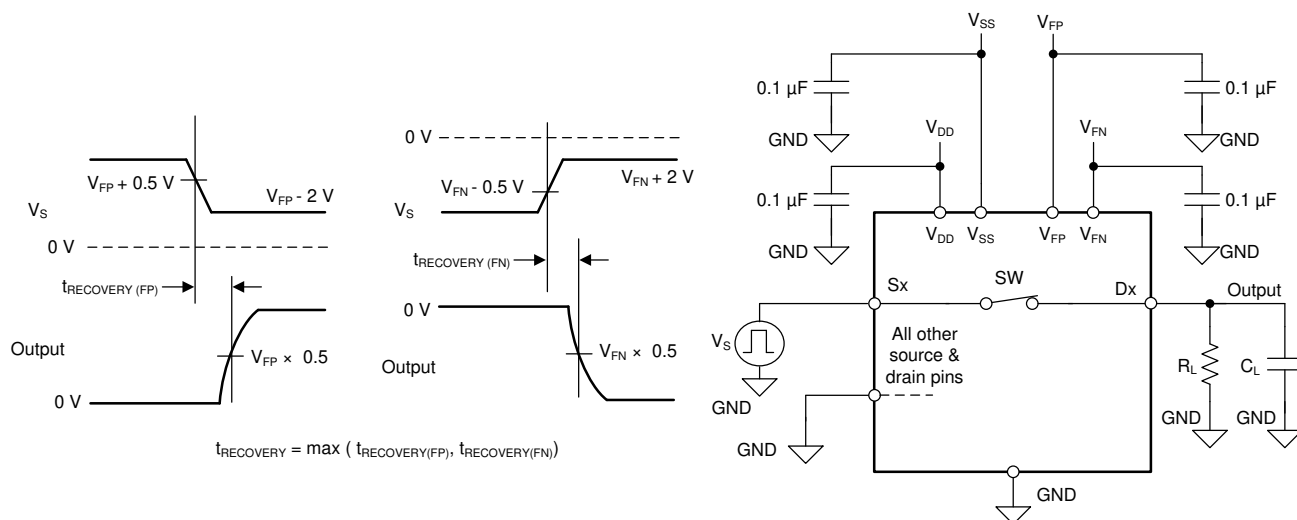 V_FP + 0.5 V
V_FP - 2 V
V_S
0 V
t_RECOVERY (FP)
Output
V_FP × 0.5
0 V
0 V
V_FN - 0.5 V
V_FN + 2 V
V_S
t_RECOVERY (FN)
0 V
V_FN × 0.5
Output
t_RECOVERY = max ( t_RECOVERY(FP), t_RECOVERY(FN))
V_SS
V_FP
0.1 µF
0.1 µF
GND
V_DD
V_FN
GND
0.1 µF
0.1 µF
GND
V_DD
V_SS
V_FP
V_FN
GND
SW
Sx
Dx
Output
V_S
All other
source &
drain pins
R_L
C_L
GND
GND
GND
GND
GND